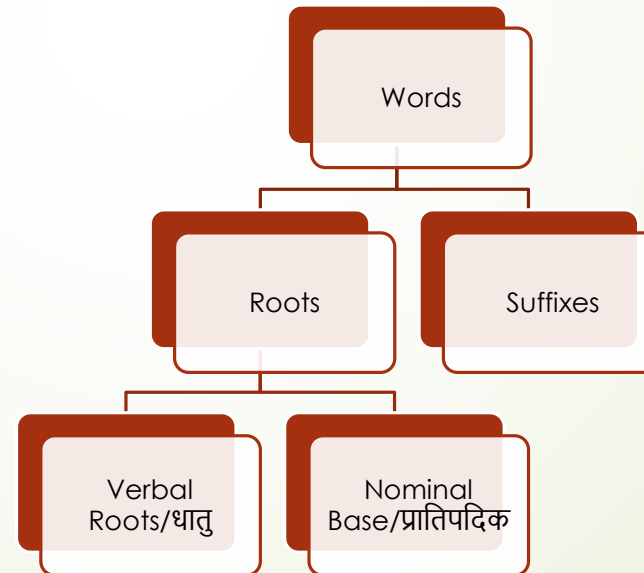 Words
Roots
Suffixes
Verbal
Roots/धातु
Nominal
Base/प्रातिपदिक